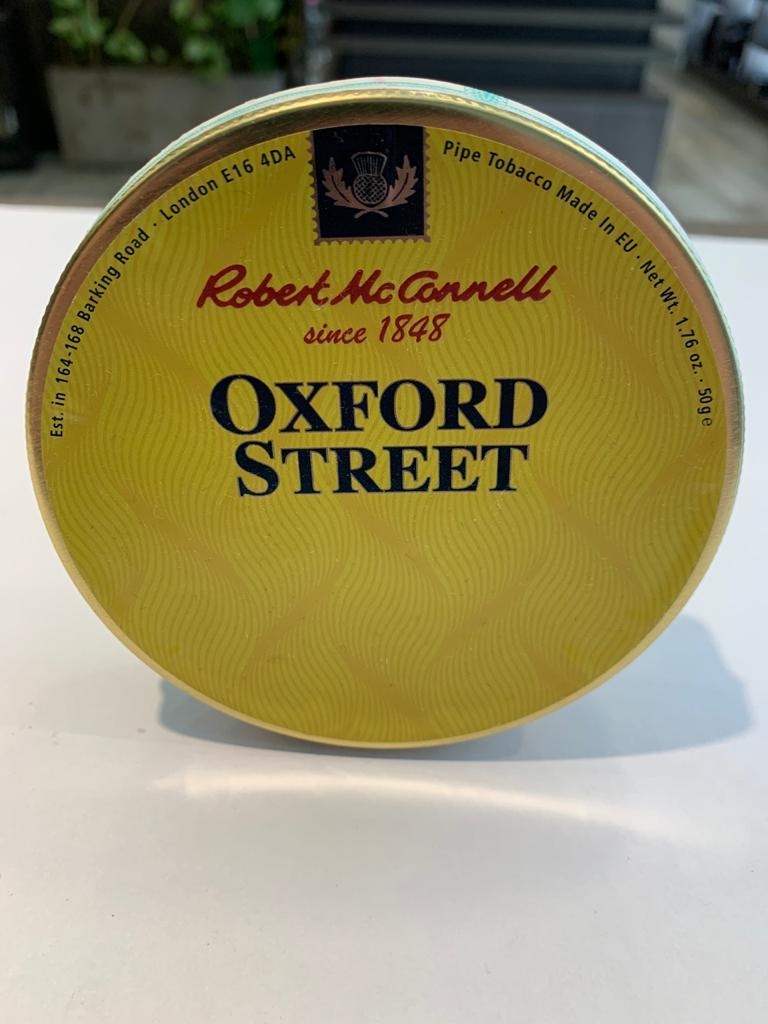 Est. in 164-168 Barking Road · London E16 4DA
Pipe Tobacco Made In EU · Net Wt. 1.76 oz. · 50g e
Robert McConnell
since 1848
OXFORD
STREET